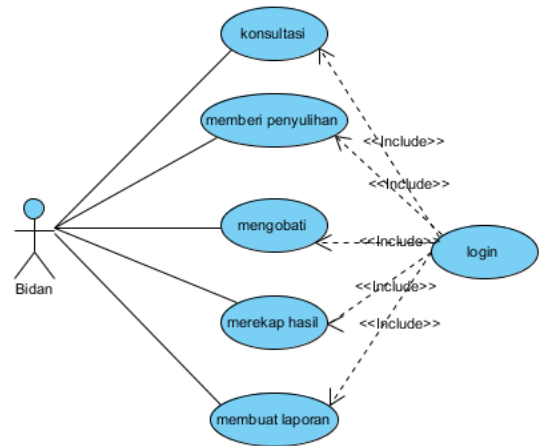 konsultasi
memberi penyulihan
<<Include>>
<<Include>>
mengobati
<<Include>>
login
Bidan
<<Include>>
merekap hasil
<<Include>>
membuat laporan